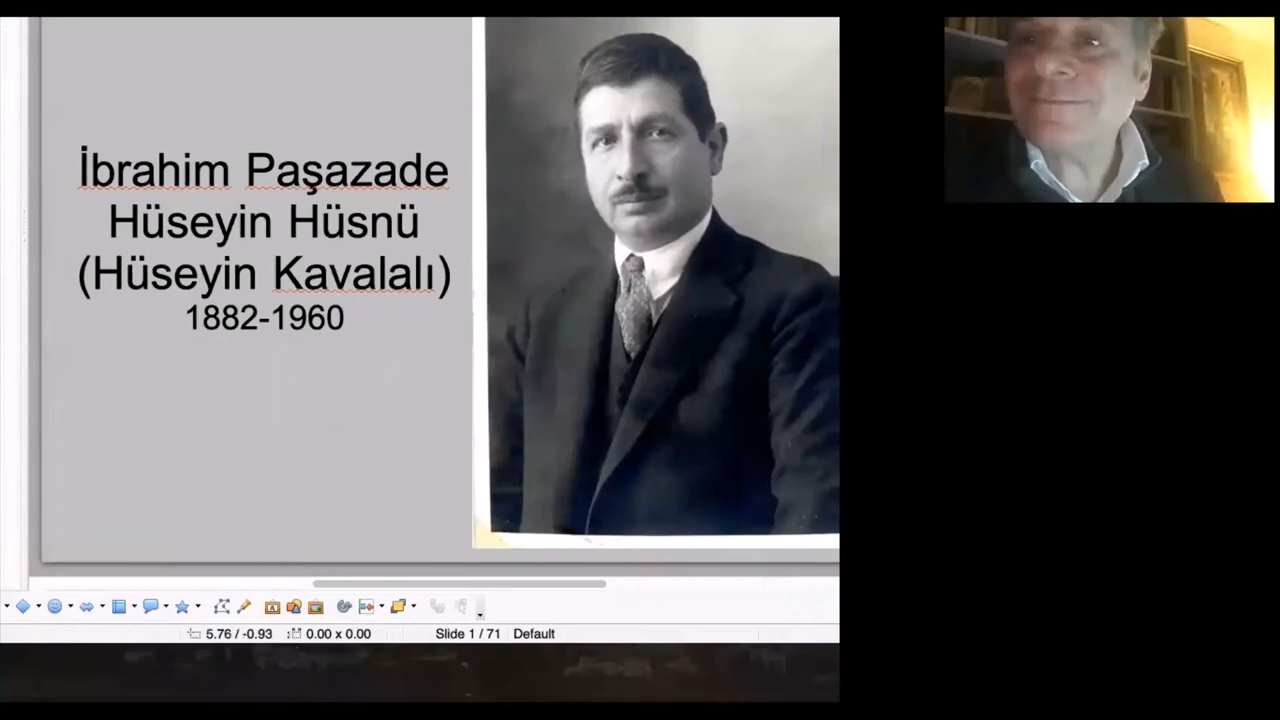 İbrahim Paşazade
Hüseyin Hüsnü
(Hüseyin Kavalalı)
1882-1960
5.76 / -0.93 0.00 x 0.00 Slide 1 / 71 Default